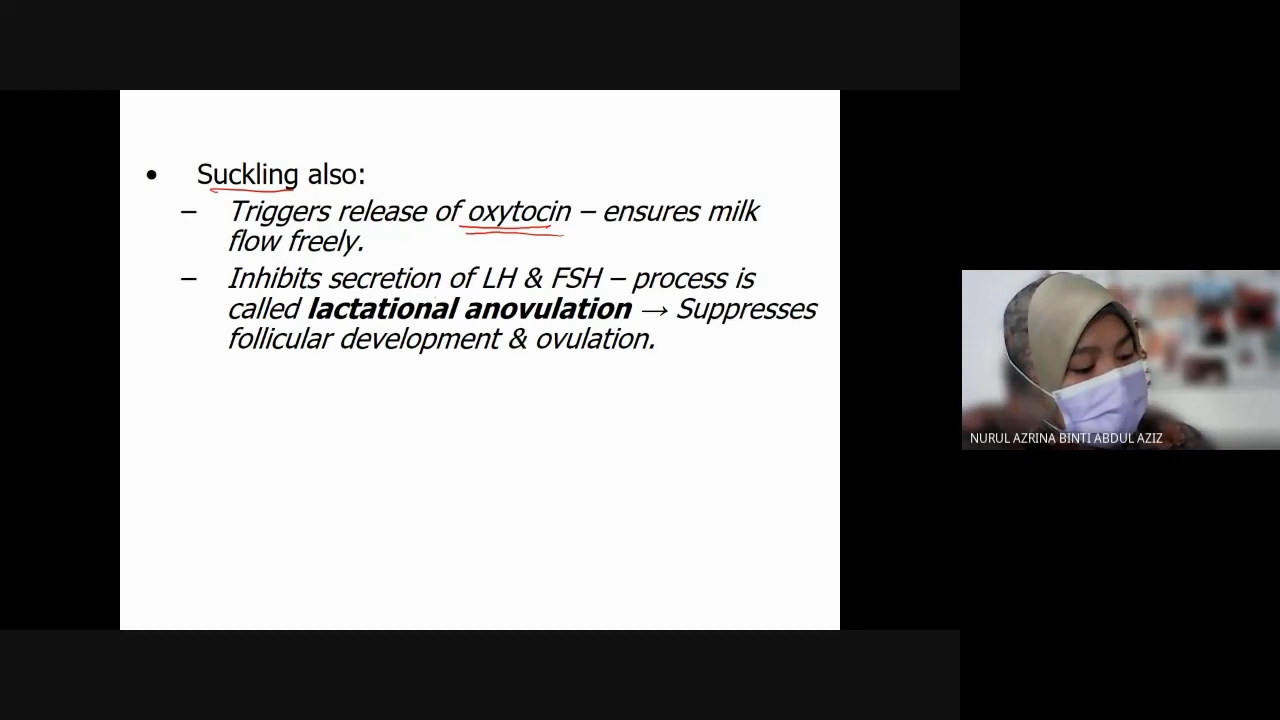 • Suckling also:
– Triggers release of oxytocin – ensures milk
flow freely.
– Inhibits secretion of LH & FSH – process is
called lactational anovulation → Suppresses
follicular development & ovulation.
NURUL AZRINA BINTI ABDUL AZIZ